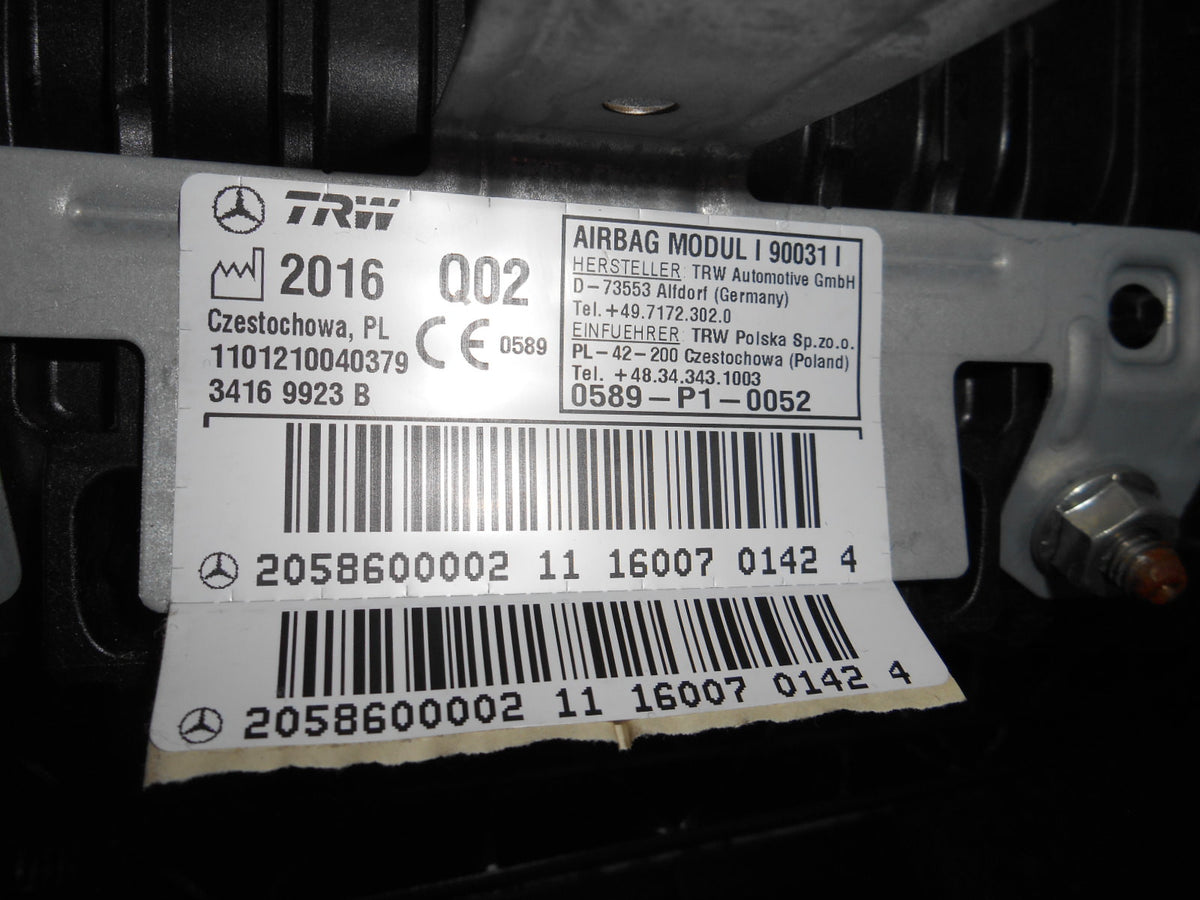 TRW
2016 Q02
Czestochowa, PL
1101210040379
3416 9923 B
CE 0589
AIRBAG MODUL I 90031 I
HERSTELLER: TRW Automotive GmbH
D-73553 Alfdorf (Germany)
Tel. +49.7172.302.0
EINFUEHRER: TRW Polska Sp.zo.o.
PL-42-200 Czestochowa (Poland)
Tel. +48.34.343.1003
0589-P1-0052
2058600002 11 16007 0142 4
2058600002 11 16007 0142 4